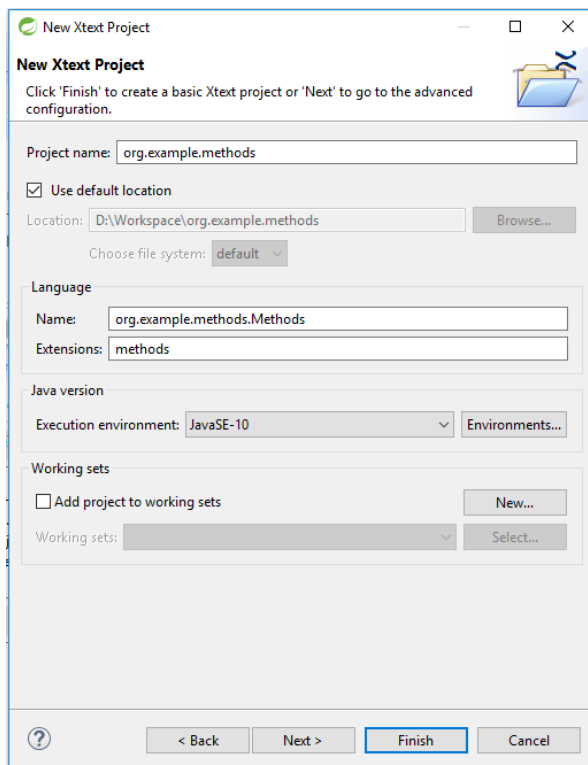 New Xtext Project
New Xtext Project
Click 'Finish' to create a basic Xtext project or 'Next' to go to the advanced
configuration.
Project name: org.example.methods
Use default location
Location: D:\Workspace\org.example.methods Browse...
Choose file system: default
Language
Name: org.example.methods.Methods
Extensions: methods
Java version
Execution environment: JavaSE-10 Environments...
Working sets
Add project to working sets New...
Working sets: Select...
? < Back Next > Finish Cancel